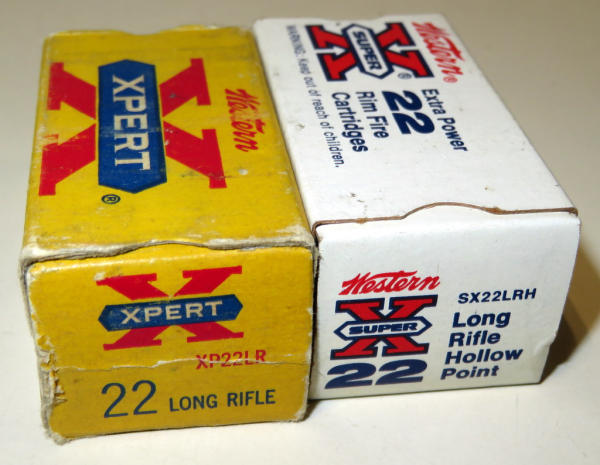 Western
X
XPERT
®
X
XPERT
XP22LR
22 LONG RIFLE
Western®
X
SUPER
®
22
Extra Power
Rim Fire
Cartridges
WARNING: Keep out of reach of children.
Western
X
SUPER
22
SX22LRH
Long
Rifle
Hollow
Point